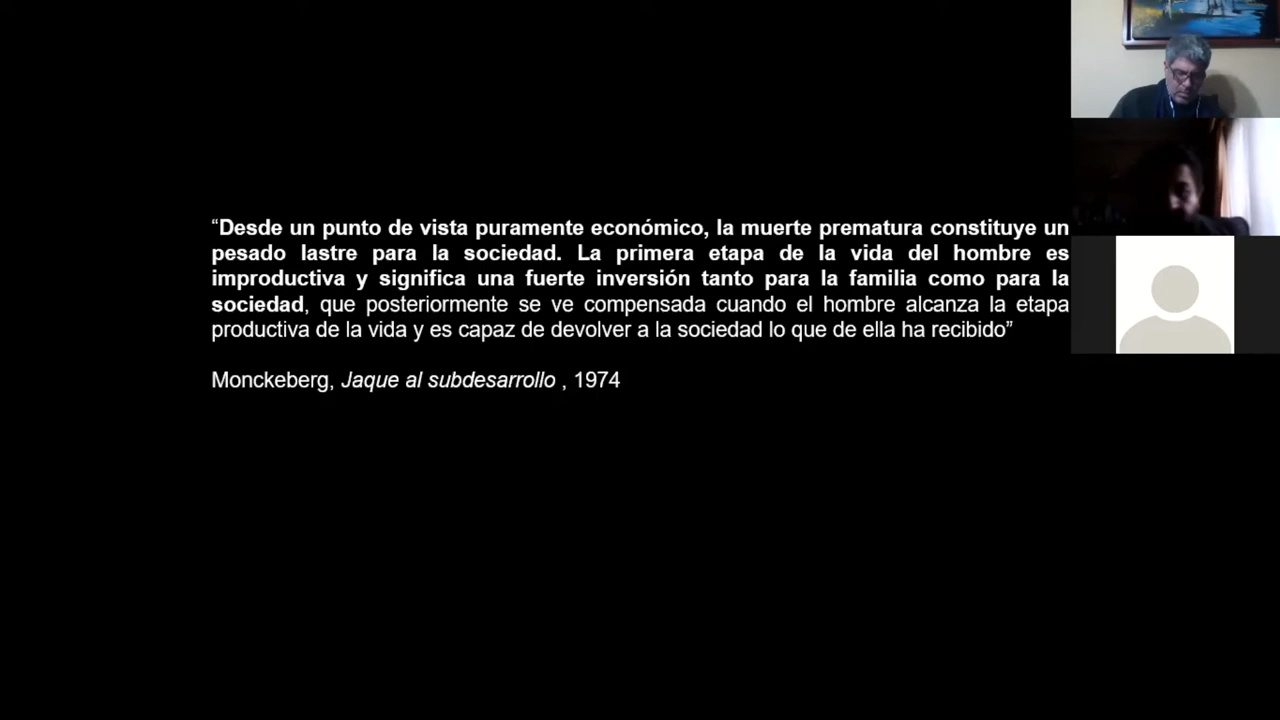 “Desde un punto de vista puramente económico, la muerte prematura constituye un
pesado lastre para la sociedad. La primera etapa de la vida del hombre es
improductiva y significa una fuerte inversión tanto para la familia como para la
sociedad, que posteriormente se ve compensada cuando el hombre alcanza la etapa
productiva de la vida y es capaz de devolver a la sociedad lo que de ella ha recibido”
Monckeberg, Jaque al subdesarrollo , 1974